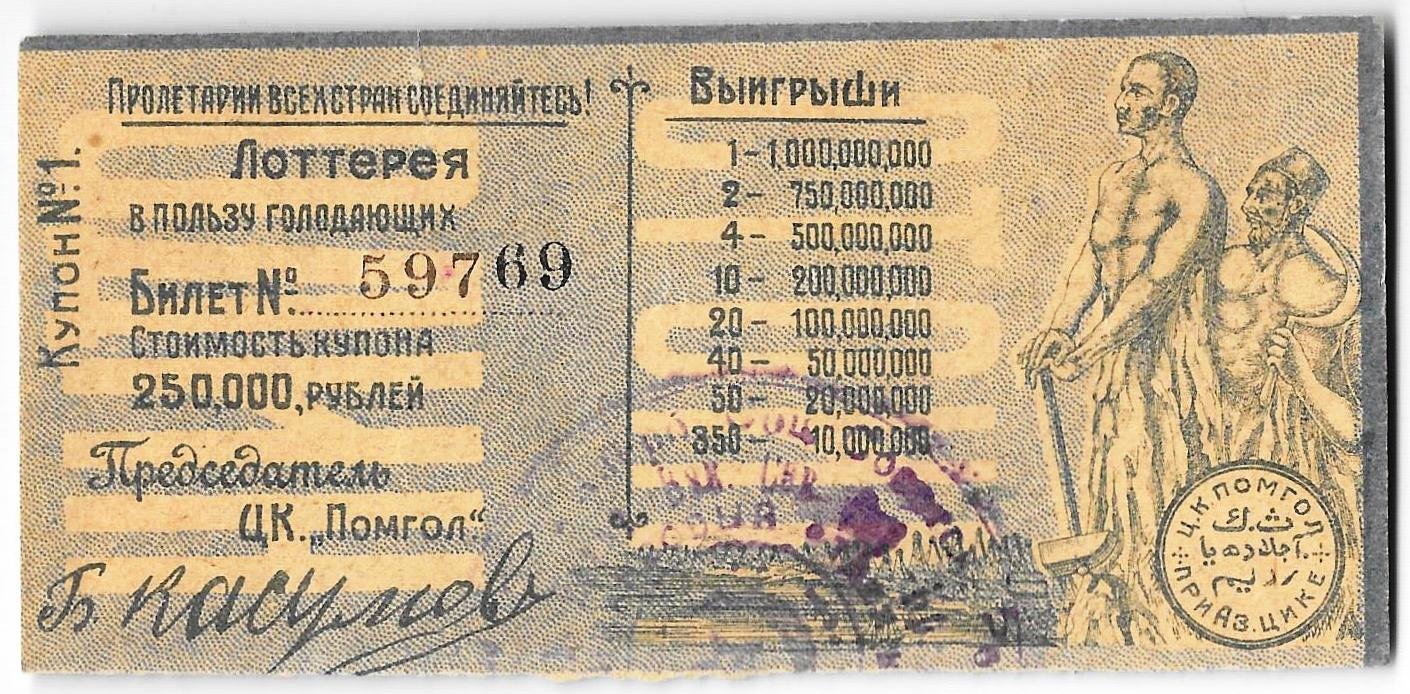 Купон №1.
Пролетарии всех стран соединяйтесь!
Лоттерея
в пользу голодающих
Билет № 59769
Стоимость купона
250,000, рублей
Председатель
ЦК. „Помгол“
Б Касумовъ
Выигрыши
1 - 1,000,000,000
2 - 750,000,000
4 - 500,000,000
10 - 200,000,000
20 - 100,000,000
40 - 50,000,000
50 - 20,000,000
350 - 10,000,000
Ц.К.ПОМГОЛ
ПРИ АЗ.ЦИКЕ